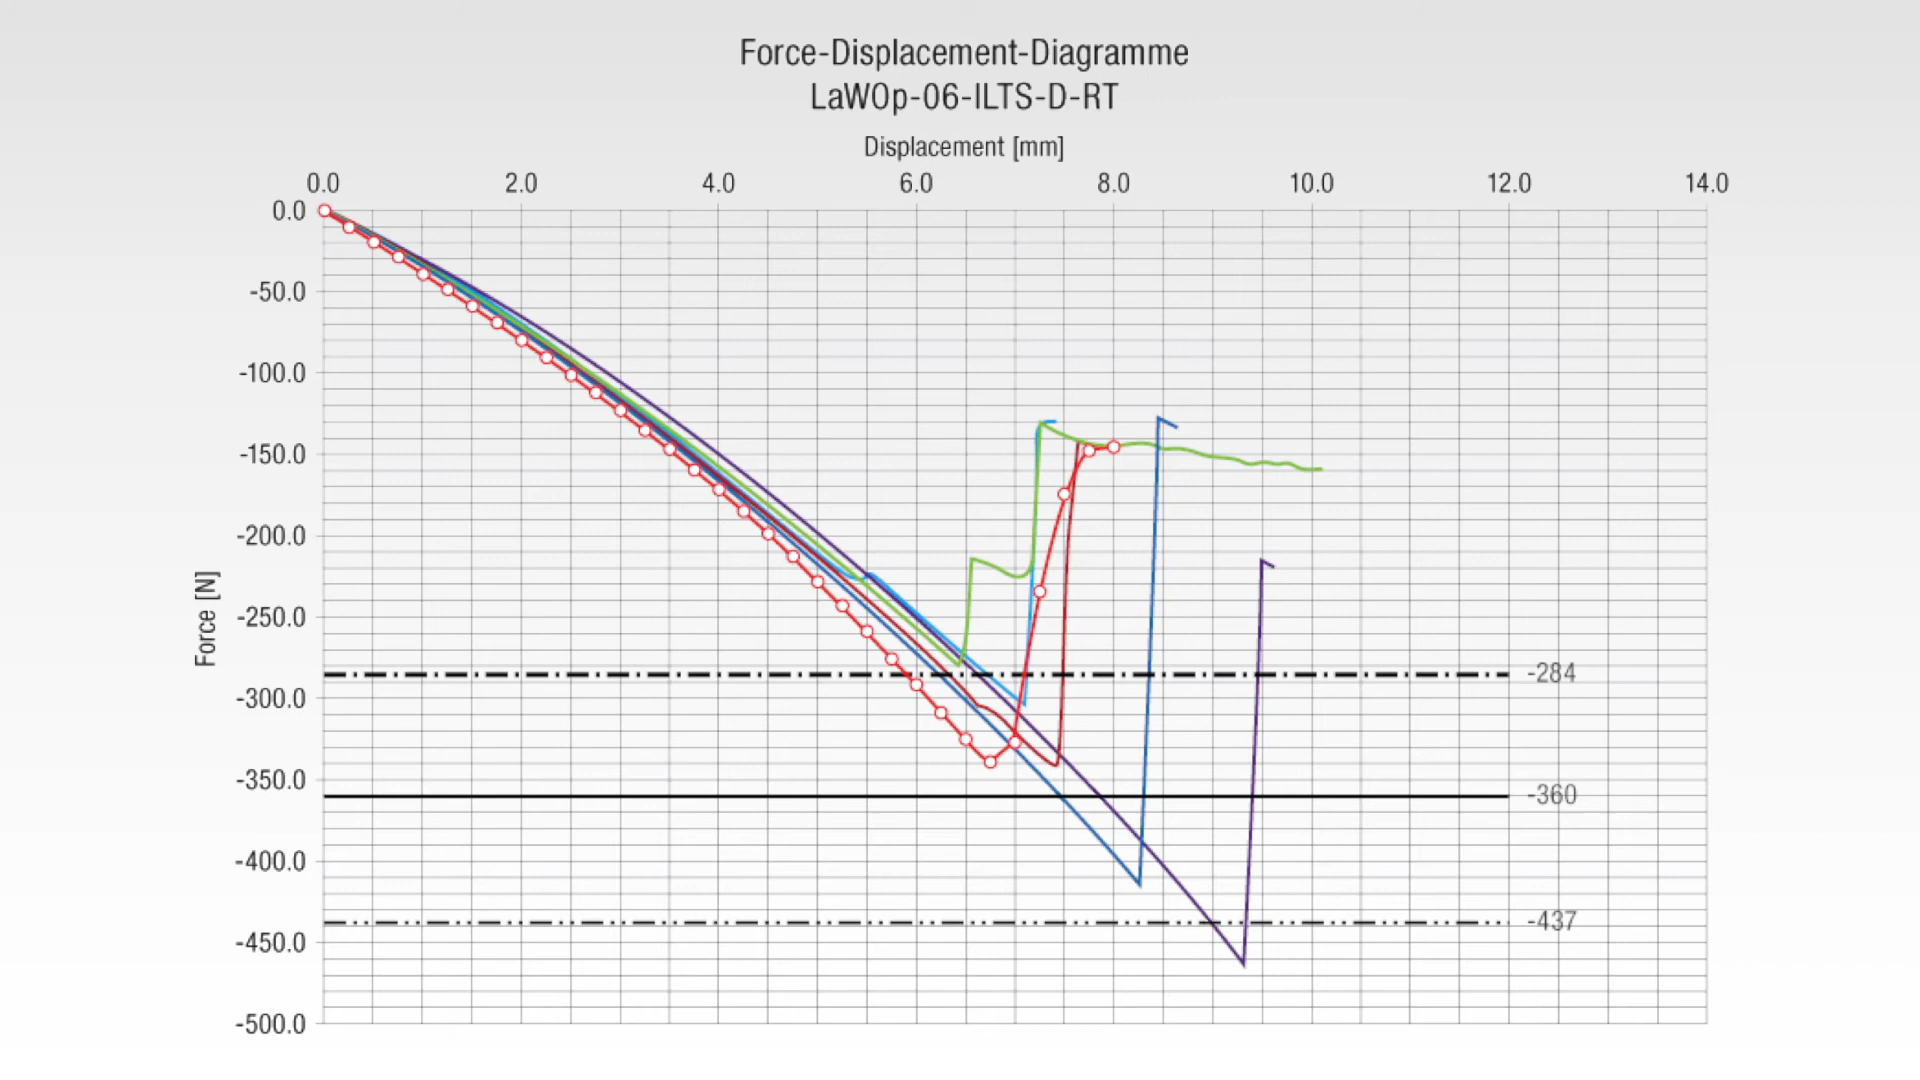 Force-Displacement-Diagramme
LaWOp-06-ILTS-D-RT
Displacement [mm]
0.0 2.0 4.0 6.0 8.0 10.0 12.0 14.0
0.0
-50.0
-100.0
-150.0
-200.0
-250.0
-300.0
-350.0
-400.0
-450.0
-500.0
Force [N]
-284
-360
-437